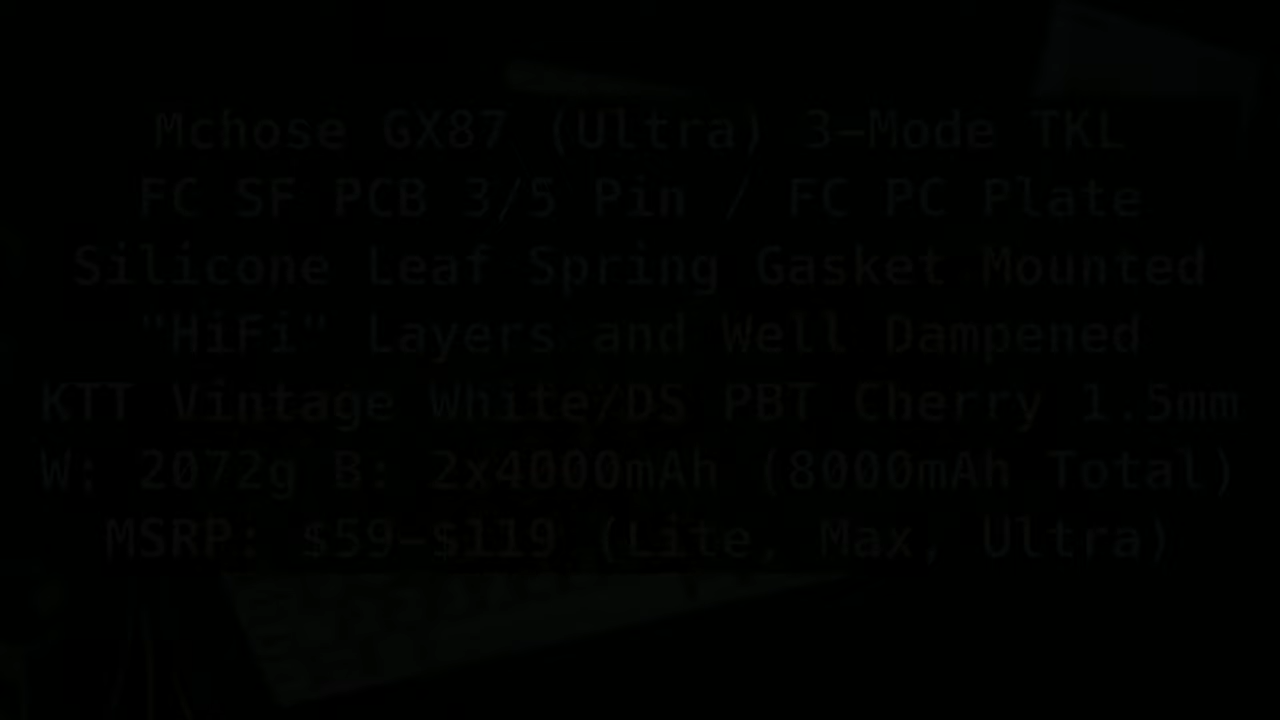 Mchose GX87 (Ultra) 3-Mode TKL
FC SF PCB 3/5 Pin / FC PC Plate
Silicone Leaf Spring Gasket Mounted
"HiFi" Layers and Well Dampened
KTT Vintage White/DS PBT Cherry 1.5mm
W: 2072g B: 2x4000mAh (8000mAh Total)
MSRP: $59-$119 (Lite, Max, Ultra)